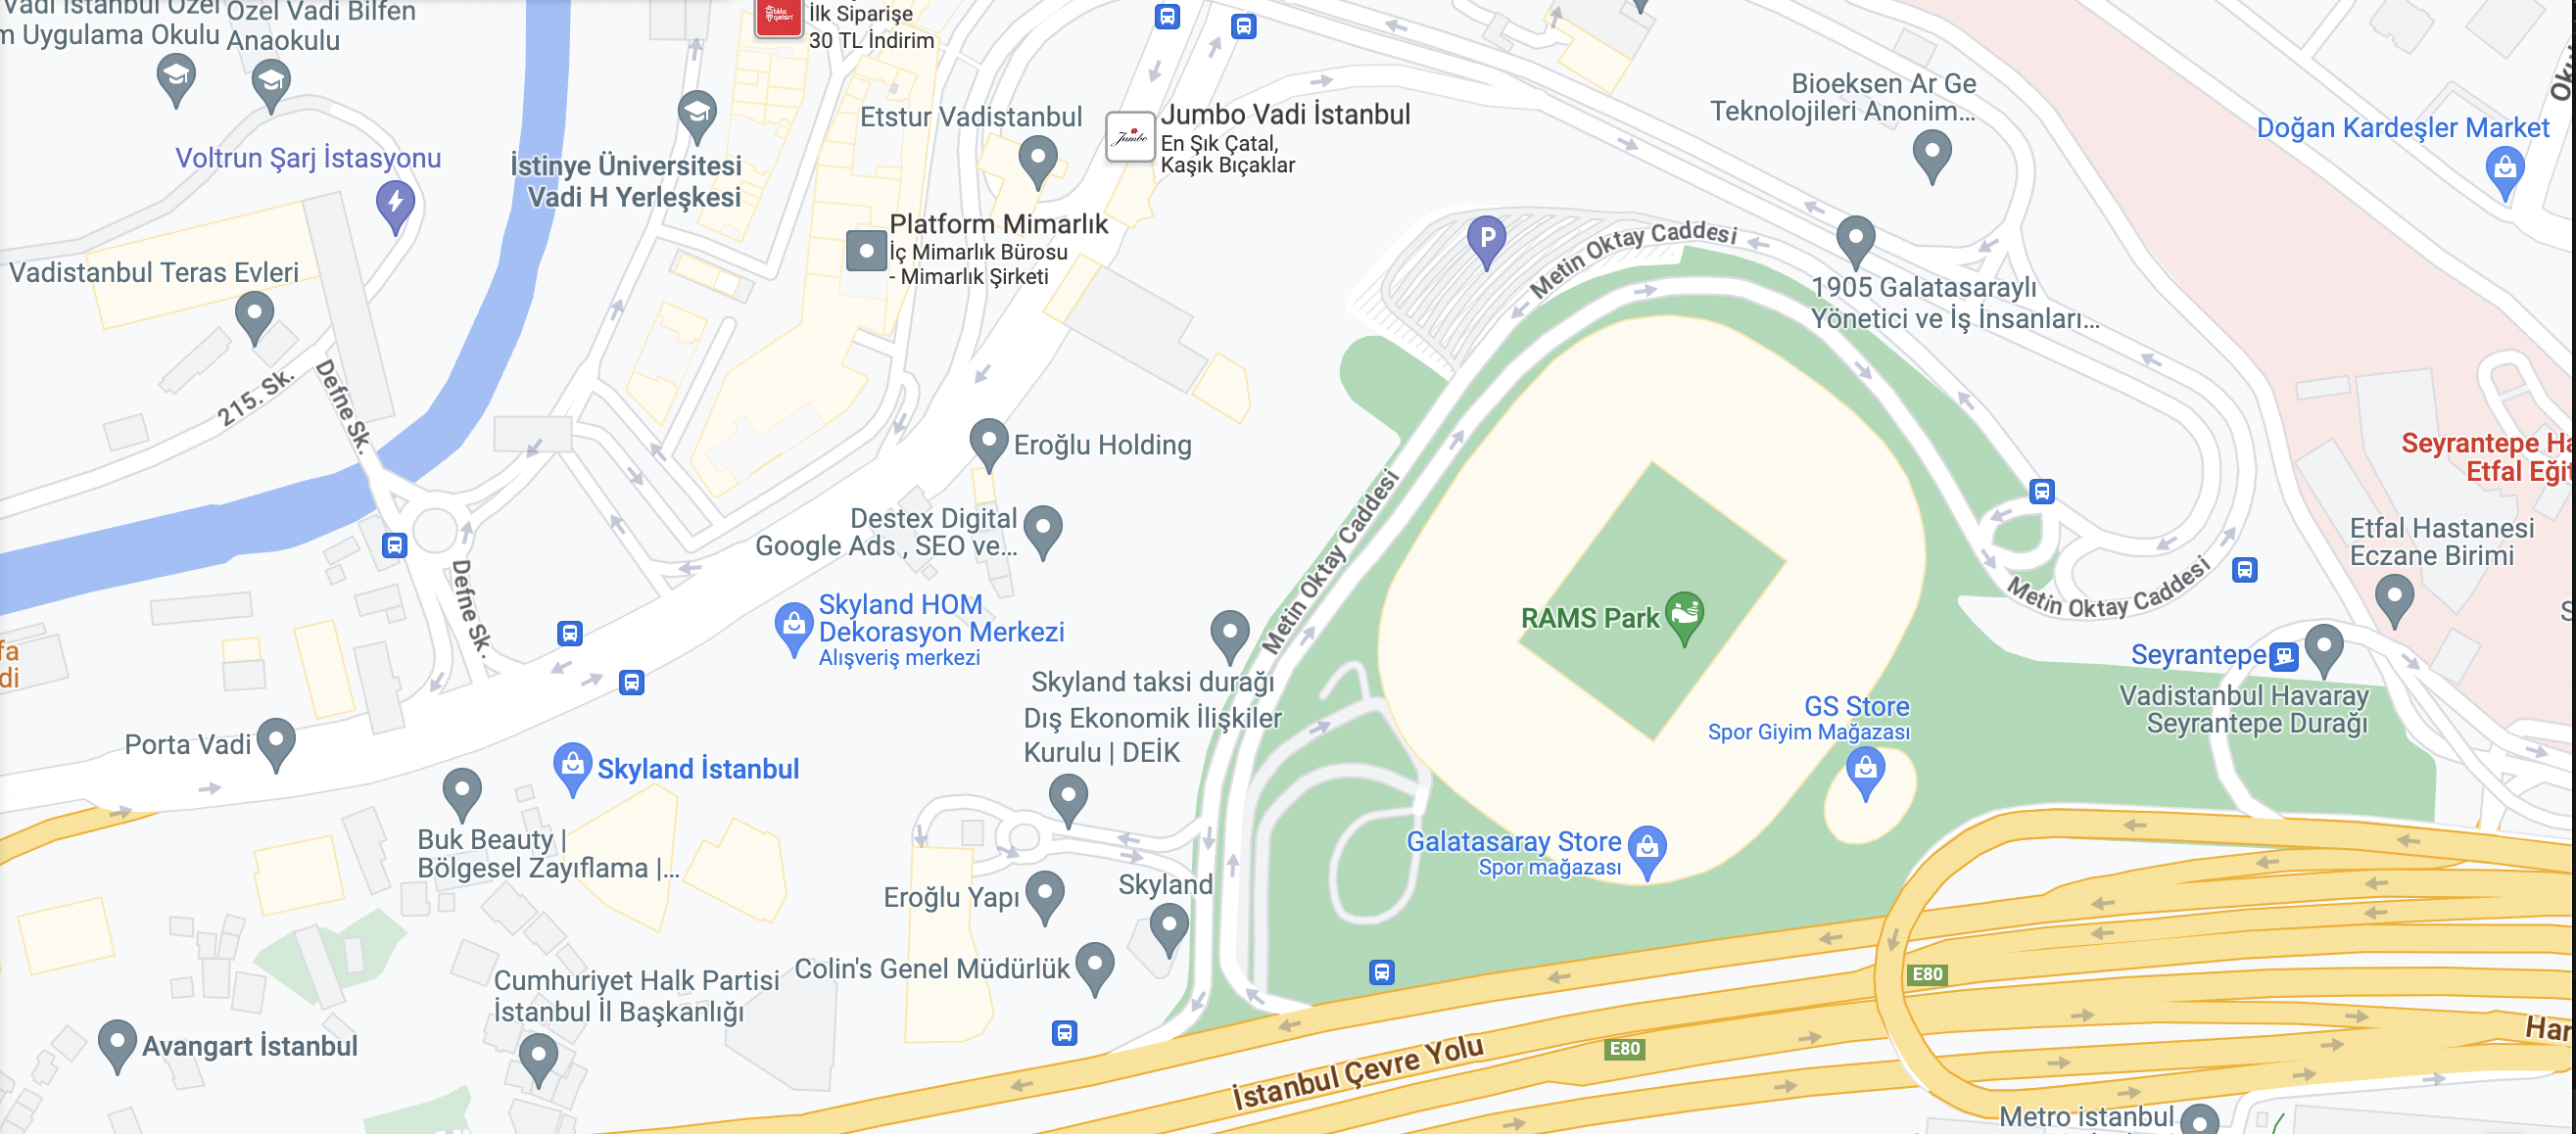 Vadi İstanbul Özel
m Uygulama Okulu
Özel Vadi Bilfen
Anaokulu
İlk Siparişe
30 TL İndirim
Voltrun Şarj İstasyonu
İstinye Üniversitesi
Vadi H Yerleşkesi
Etstur Vadistanbul
Jumbo
Jumbo Vadi İstanbul
En Şık Çatal,
Kaşık Bıçaklar
Bioeksen Ar Ge
Teknolojileri Anonim...
Doğan Kardeşler Market
Vadistanbul Teras Evleri
Platform Mimarlık
İç Mimarlık Bürosu
- Mimarlık Şirketi
P
Metin Oktay Caddesi
1905 Galatasaraylı
Yönetici ve İş İnsanları...
215. Sk.
Defne Sk.
Eroğlu Holding
Seyrantepe Ha
Etfal Eğit
Destex Digital
Google Ads , SEO ve...
Metin Oktay Caddesi
Etfal Hastanesi
Eczane Birimi
Defne Sk.
Skyland HOM
Dekorasyon Merkezi
Alışveriş merkezi
RAMS Park
Metin Oktay Caddesi
fa
di
Skyland taksi durağı
Seyrantepe
Dış Ekonomik İlişkiler
Kurulu | DEİK
GS Store
Spor Giyim Mağazası
Vadistanbul Havaray
Seyrantepe Durağı
Porta Vadi
Skyland İstanbul
Buk Beauty |
Bölgesel Zayıflama |...
Galatasaray Store
Spor mağazası
Eroğlu Yapı
Skyland
Colin's Genel Müdürlük
Cumhuriyet Halk Partisi
İstanbul İl Başkanlığı
E80
Avangart İstanbul
E80
İstanbul Çevre Yolu
Har
Metro istanbul